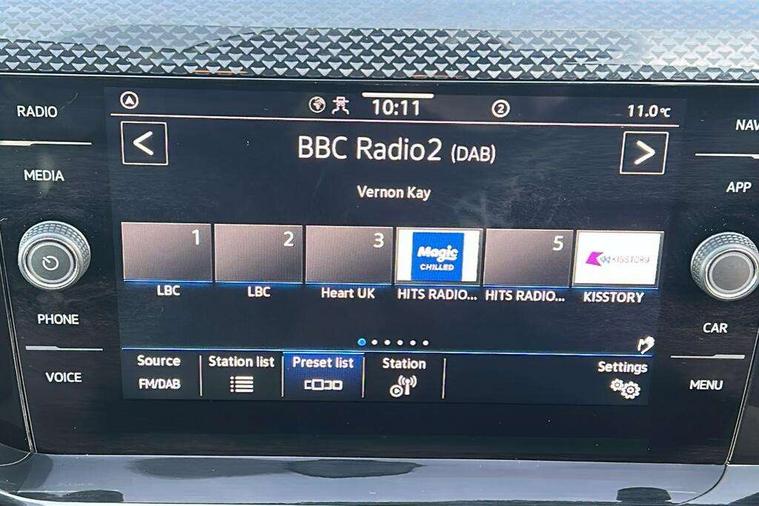 10:11
2
11.0°C
RADIO
NAV
BBC Radio2 (DAB)
MEDIA
APP
Vernon Kay
1
2
3
Magic
CHILLED
5
KISSTORY
LBC
LBC
Heart UK
HITS RADIO...
HITS RADIO...
KISSTORY
PHONE
CAR
VOICE
MENU
Source
FM/DAB
Station list
Preset list
Station
Settings